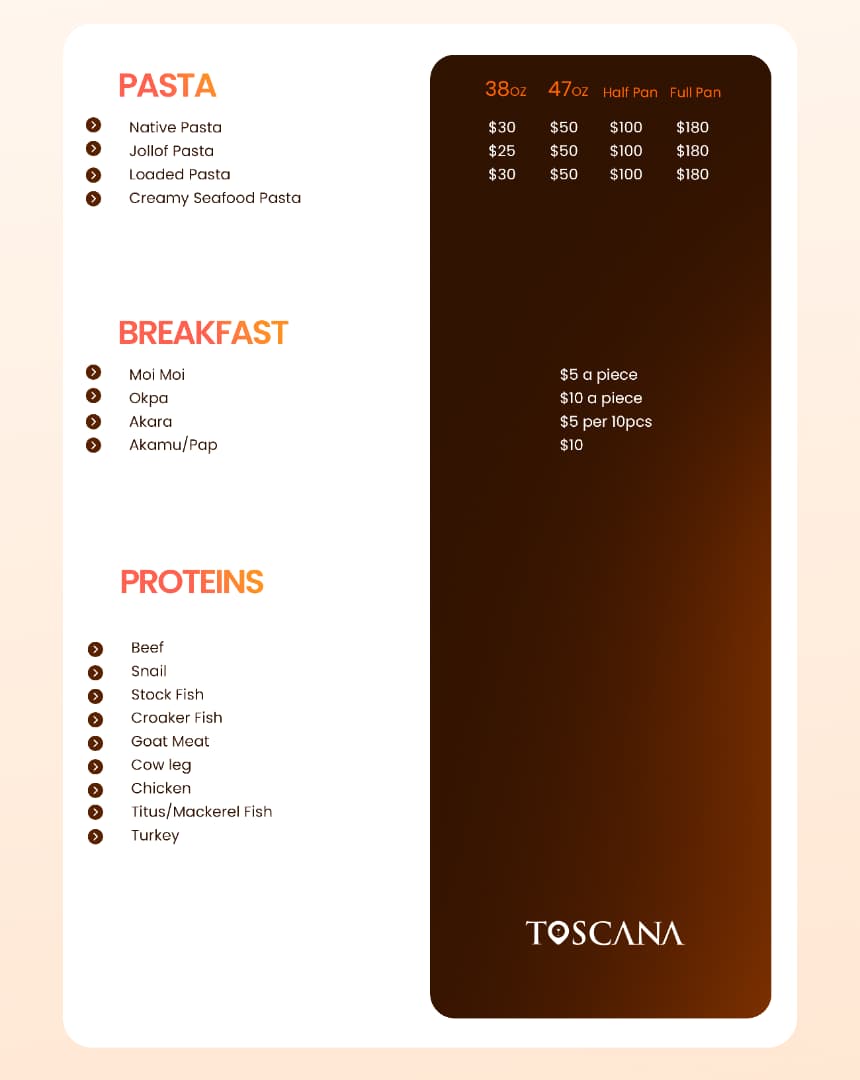 PASTA 38OZ 47OZ Half Pan Full Pan
Native Pasta $30 $50 $100 $180
Jollof Pasta $25 $50 $100 $180
Loaded Pasta $30 $50 $100 $180
Creamy Seafood Pasta
BREAKFAST
Moi Moi $5 a piece
Okpa $10 a piece
Akara $5 per 10pcs
Akamu/Pap $10
PROTEINS
Beef
Snail
Stock Fish
Croaker Fish
Goat Meat
Cow leg
Chicken
Titus/Mackerel Fish
Turkey
TOSCANA